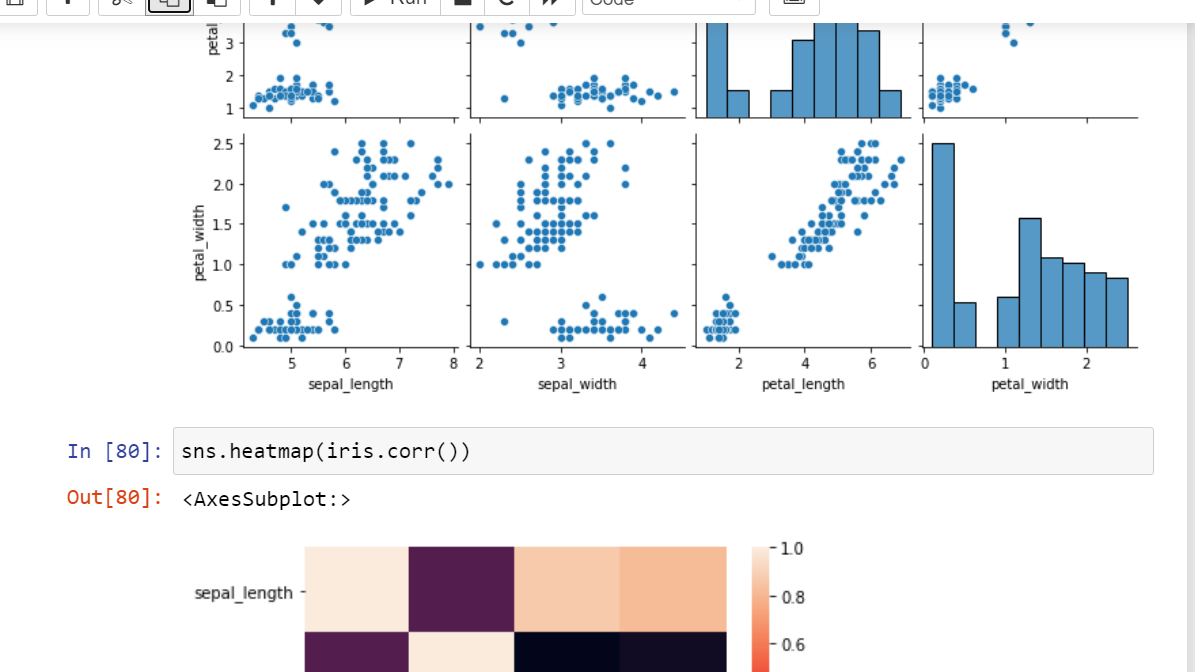 Run
Code
petal
3
2
1
2.5
2.0
1.5
1.0
0.5
0.0
petal_width
5 6 7 8 2 3 4 2 4 6 0 1 2
sepal_length sepal_width petal_length petal_width
In [80]: sns.heatmap(iris.corr())
Out[80]: <AxesSubplot:>
1.0
sepal_length
0.8
0.6